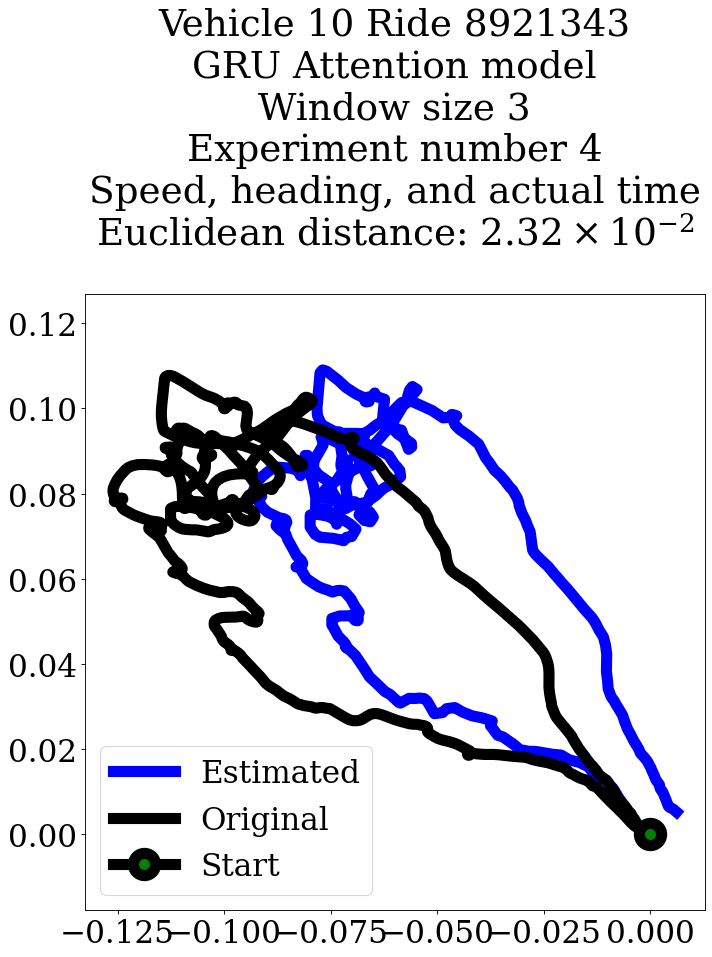 Vehicle 10 Ride 8921343
GRU Attention model
Window size 3
Experiment number 4
Speed, heading, and actual time
Euclidean distance: 2.32 × 10⁻²
0.12
0.10
0.08
0.06
0.04
0.02
0.00
Estimated
Original
Start
−0.125 −0.100 −0.075 −0.050 −0.025 0.000